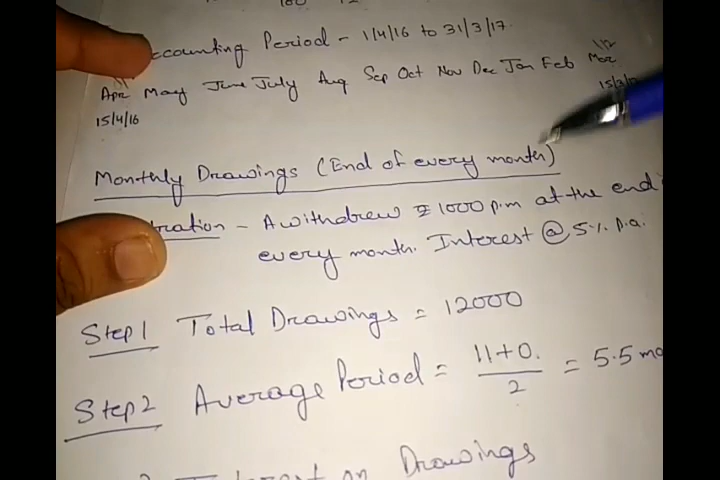 Accounting Period - 1/4/16 to 31/3/17.
Apr May June July Aug Sep Oct Nov Dec Jan Feb Mar
15/4/16
Monthly Drawings (End of every month)
- A withdrew ₹ 1000 p.m at the end
every month. Interest @ 5% p.a.
Step 1 Total Drawings = 12000
Step 2 Average Period = 11+0. / 2 = 5.5 mo
Interest on Drawings